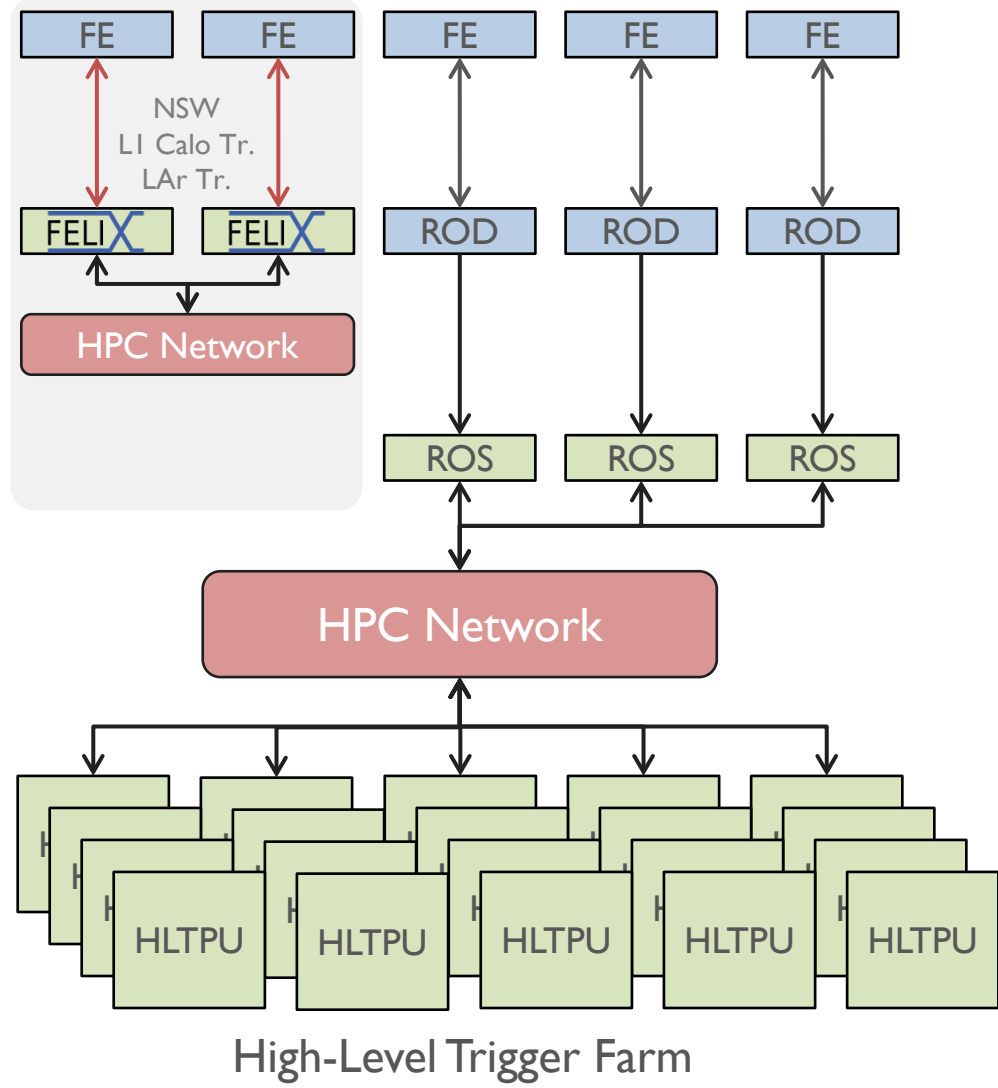 FE FE FE FE FE
NSW
L1 Calo Tr.
LAr Tr.
FELIX FELIX ROD ROD ROD
HPC Network
ROS ROS ROS
HPC Network
HLTPU HLTPU HLTPU HLTPU HLTPU
High-Level Trigger Farm